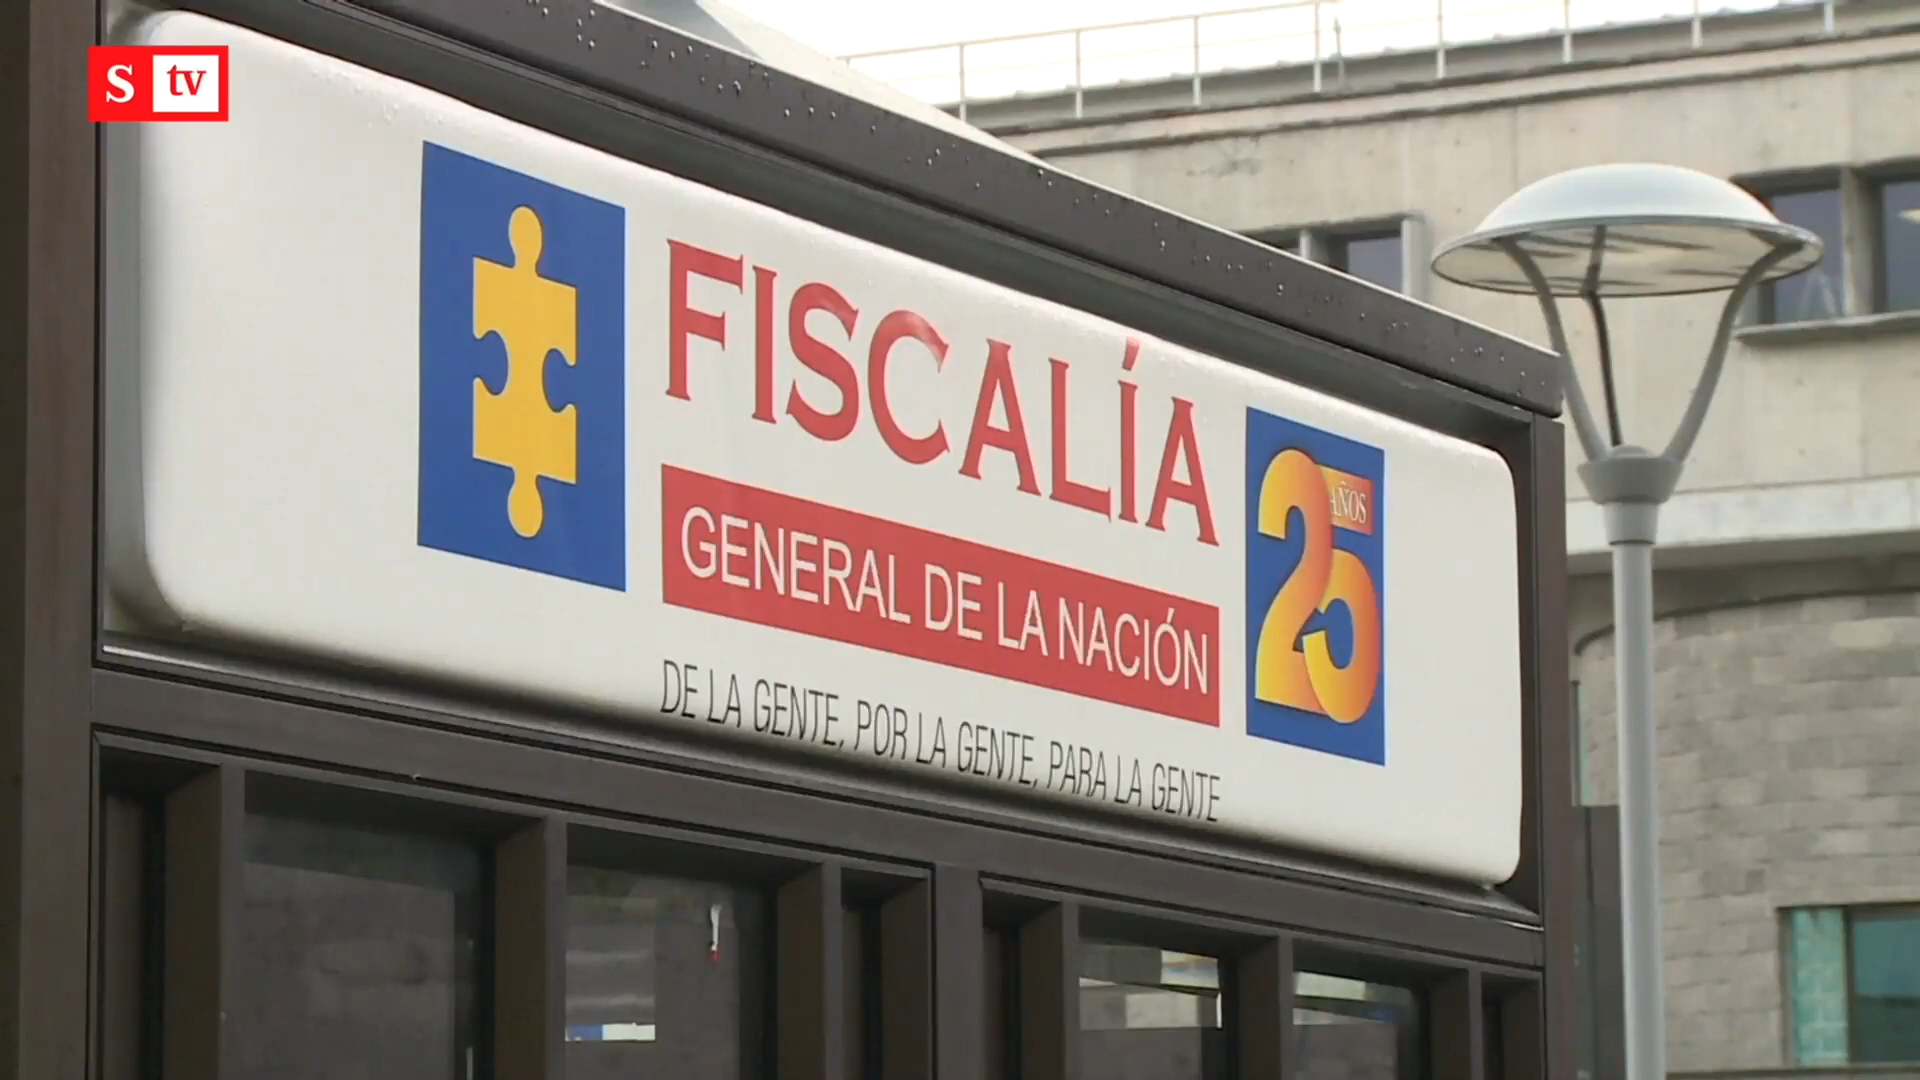 S tv
FISCALÍA
GENERAL DE LA NACIÓN
DE LA GENTE, POR LA GENTE, PARA LA GENTE
25 AÑOS